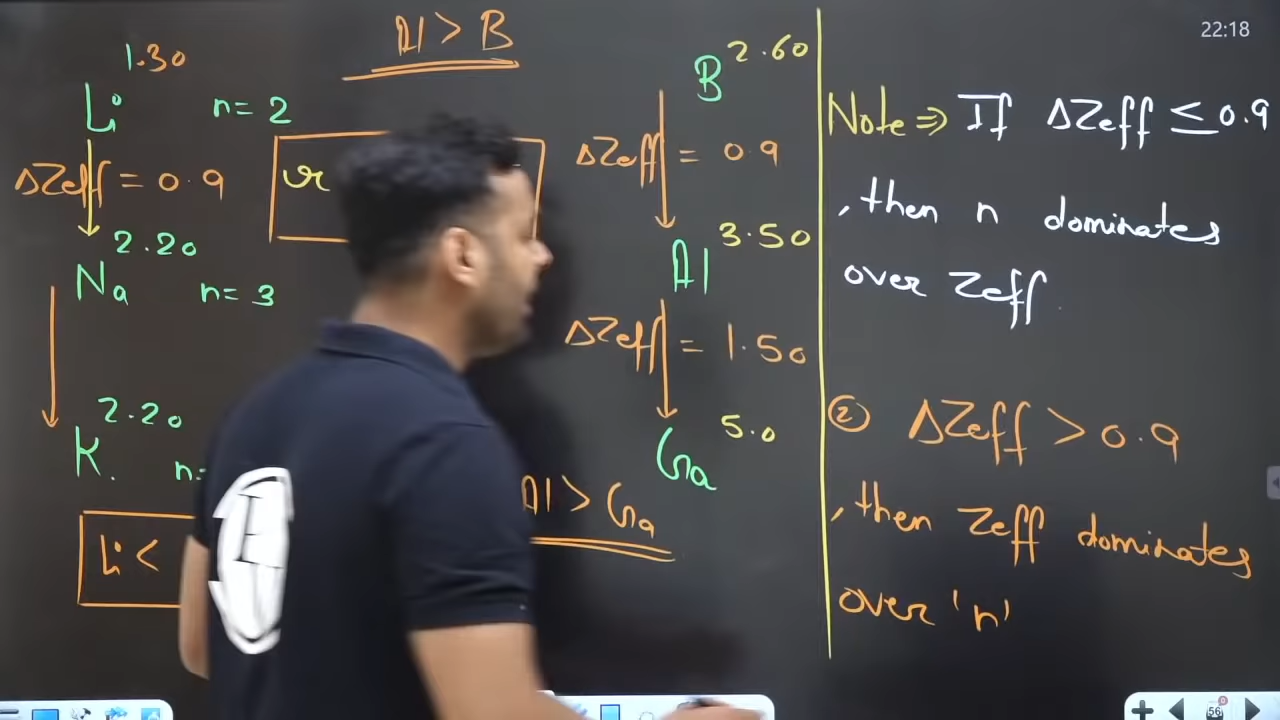 22:18
Al > B
1.30
Li n = 2
ΔZeff = 0.9
r
2.20
Na n = 3
2.20
K. n=
Li <
B 2.60
ΔZeff = 0.9
Al 3.50
ΔZeff = 1.50
Ga 5.0
Al > Ga
Note ⇒ If ΔZeff ≤ 0.9
, then n dominates
over Zeff
② ΔZeff > 0.9
, then Zeff dominates
over 'n'
56